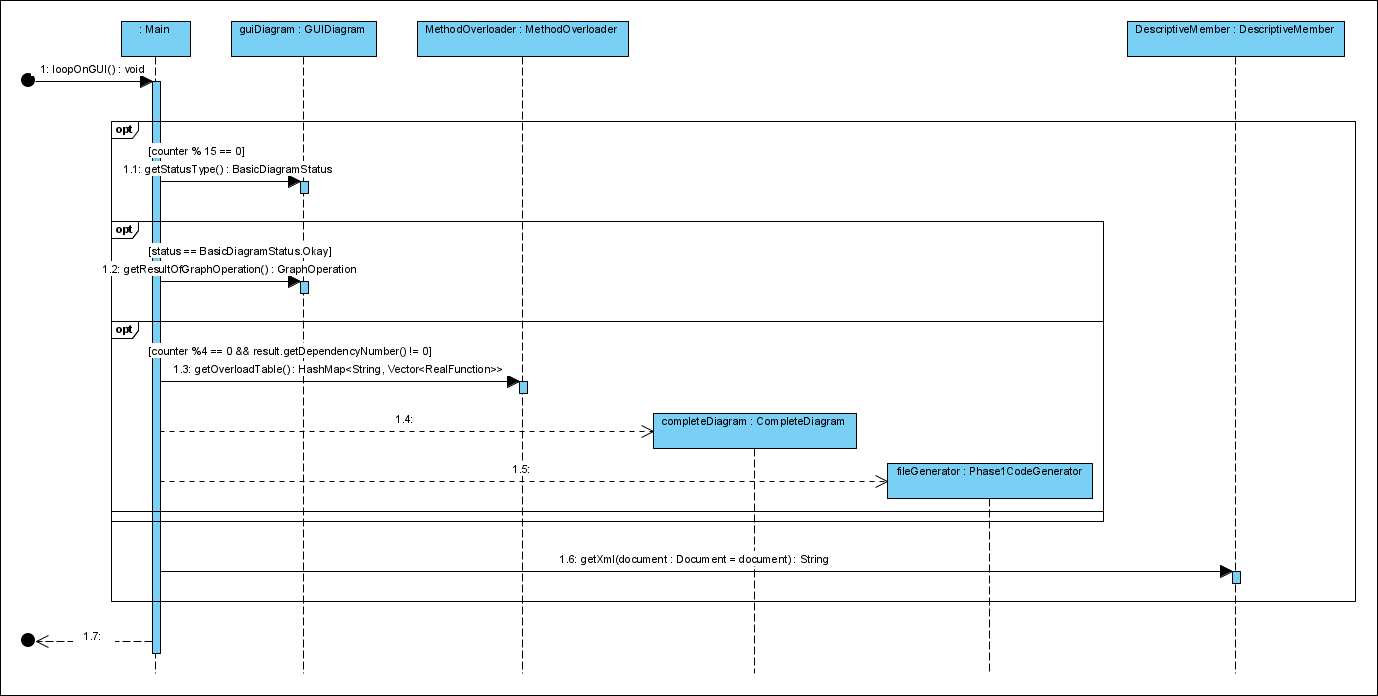 : Main
guiDiagram : GUIDiagram
MethodOverloader : MethodOverloader
DescriptiveMember : DescriptiveMember
1: loopOnGUI() : void
opt
[counter % 15 == 0]
1.1: getStatusType() : BasicDiagramStatus
opt
[status == BasicDiagramStatus.Okay]
1.2: getResultOfGraphOperation() : GraphOperation
opt
[counter %4 == 0 && result.getDependencyNumber() != 0]
1.3: getOverloadTable() : HashMap<String, Vector<RealFunction>>
1.4:
completeDiagram : CompleteDiagram
1.5:
fileGenerator : Phase1CodeGenerator
1.6: getXml(document : Document = document) : String
1.7: